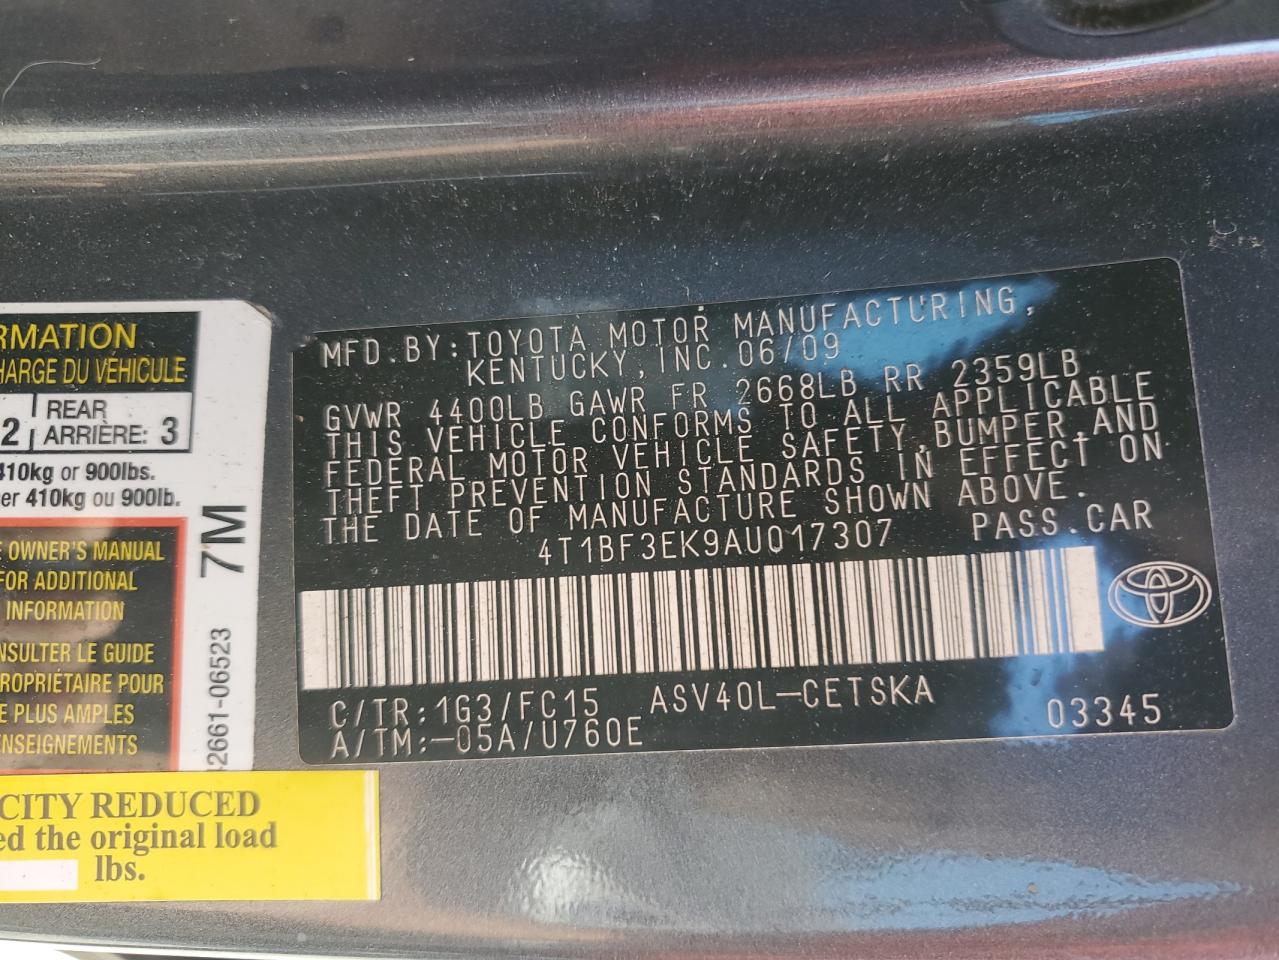 RMATION
HARGE DU VÉHICULE
2 REAR ARRIÈRE: 3
410kg or 900lbs.
er 410kg ou 900lb.
E OWNER'S MANUAL
FOR ADDITIONAL
INFORMATION
NSULTER LE GUIDE
ROPRIÉTAIRE POUR
E PLUS AMPLES
ENSEIGNEMENTS
7M
42661-06523
CITY REDUCED
ed the original load
lbs.
MFD.BY:TOYOTA MOTOR MANUFACTURING,
KENTUCKY,INC.06/09
GVWR 4400LB GAWR FR 2668LB RR 2359LB
THIS VEHICLE CONFORMS TO ALL APPLICABLE
FEDERAL MOTOR VEHICLE SAFETY,BUMPER,AND
THEFT PREVENTION STANDARDS IN EFFECT ON
THE DATE OF MANUFACTURE SHOWN ABOVE.
4T1BF3EK9AU017307 PASS.CAR
C/TR:1G3/FC15 ASV40L-CETSKA
A/TM:-05A/U760E 03345